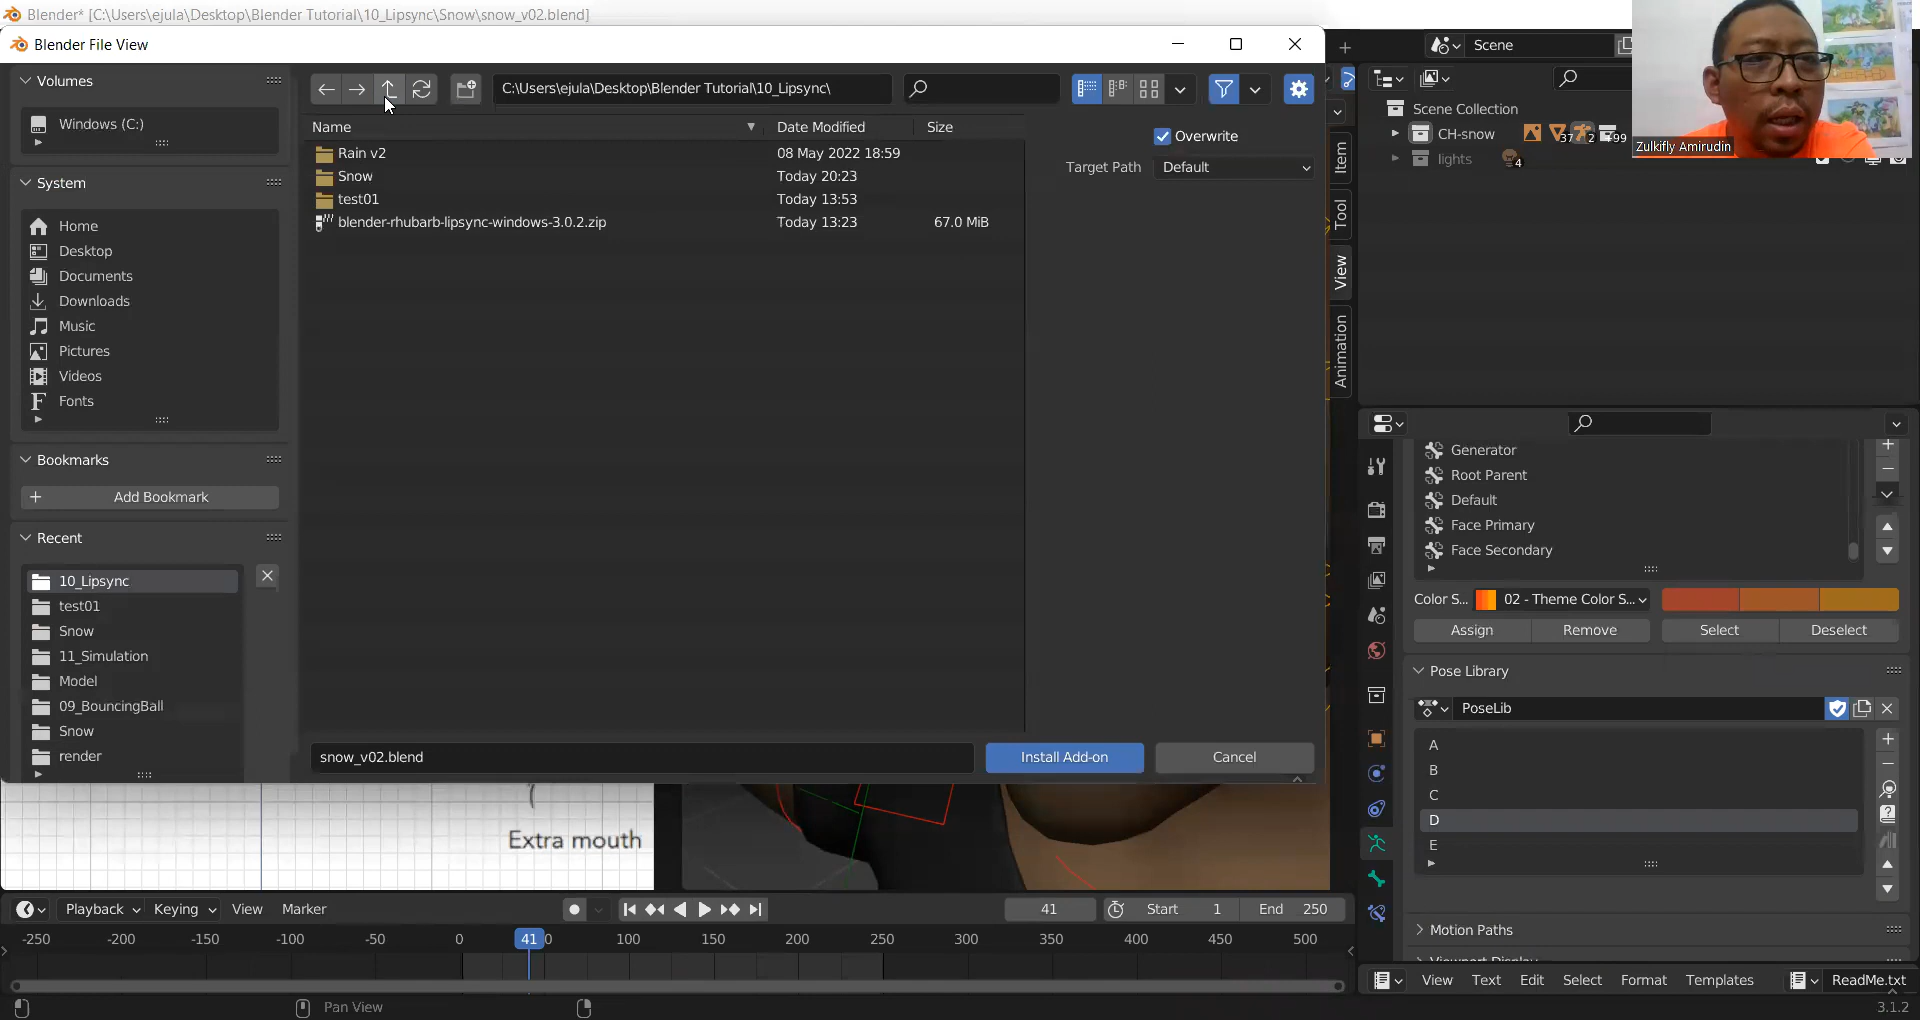 Blender* [C:\Users\ejula\Desktop\Blender Tutorial\10_Lipsync\Snow\snow_v02.blend]
Blender File View
Scene
Volumes
C:\Users\ejula\Desktop\Blender Tutorial\10_Lipsync\
Name
Date Modified
Size
Overwrite
Scene Collection
Windows (C:)
CH-snow
37
2
99
Rain v2
08 May 2022 18:59
Zulkifly Amirudin
Item
lights
4
Target Path
Default
Snow
Today 20:23
System
test01
Today 13:53
Tool
blender-rhubarb-lipsync-windows-3.0.2.zip
Today 13:23
67.0 MiB
Home
Desktop
View
Documents
Downloads
Music
Animation
Pictures
Videos
Fonts
Bookmarks
Generator
Root Parent
Add Bookmark
Default
Face Primary
Recent
Face Secondary
10_Lipsync
test01
Color S...
02 - Theme Color S...
Snow
Assign
Remove
Select
Deselect
11_Simulation
Pose Library
Model
09_BouncingBall
PoseLib
Snow
render
A
snow_v02.blend
Install Add-on
Cancel
B
C
D
Extra mouth
E
Playback
Keying
View
Marker
41
Start
1
End
250
Motion Paths
-250
-200
-150
-100
-50
0
41
0
100
150
200
250
300
350
400
450
500
Viewport Display
View
Text
Edit
Select
Format
Templates
ReadMe.txt
Pan View
3.1.2